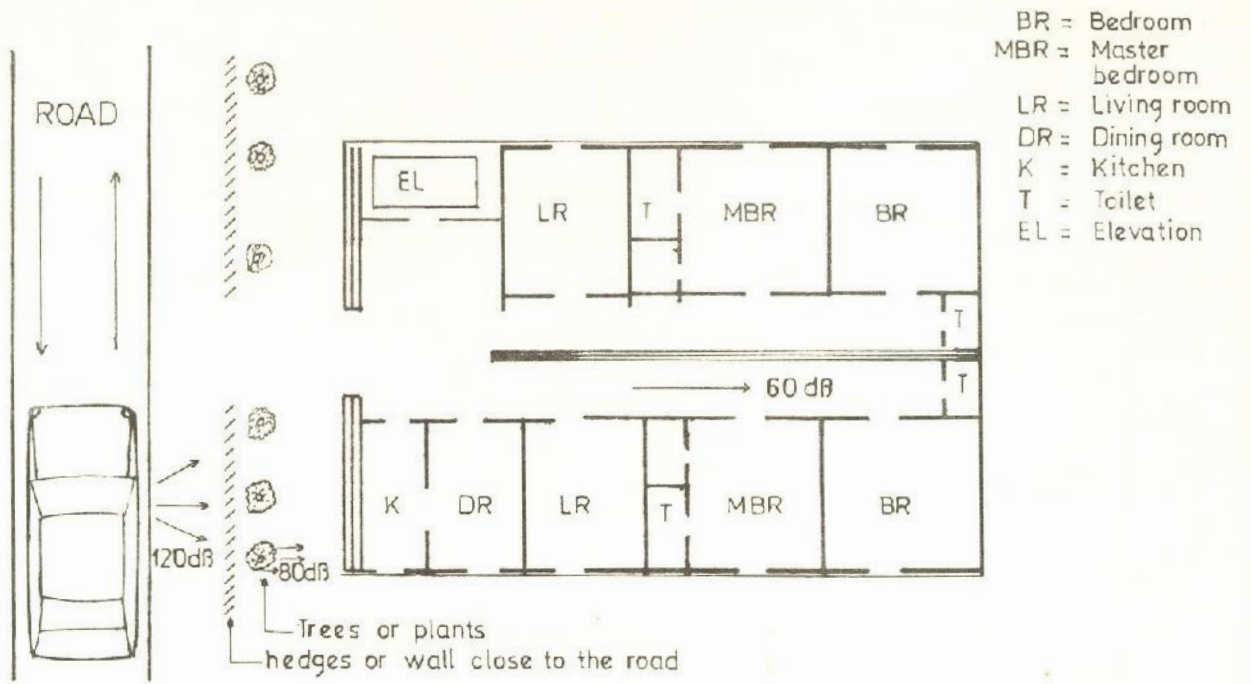 BR = Bedroom
MBR = Master
bedroom
LR = Living room
DR = Dining room
K = Kitchen
T = Toilet
EL = Elevation
ROAD
EL
LR
T
MBR
BR
T
60 dB
T
K
DR
LR
T
MBR
BR
120dB
80dB
Trees or plants
hedges or wall close to the road